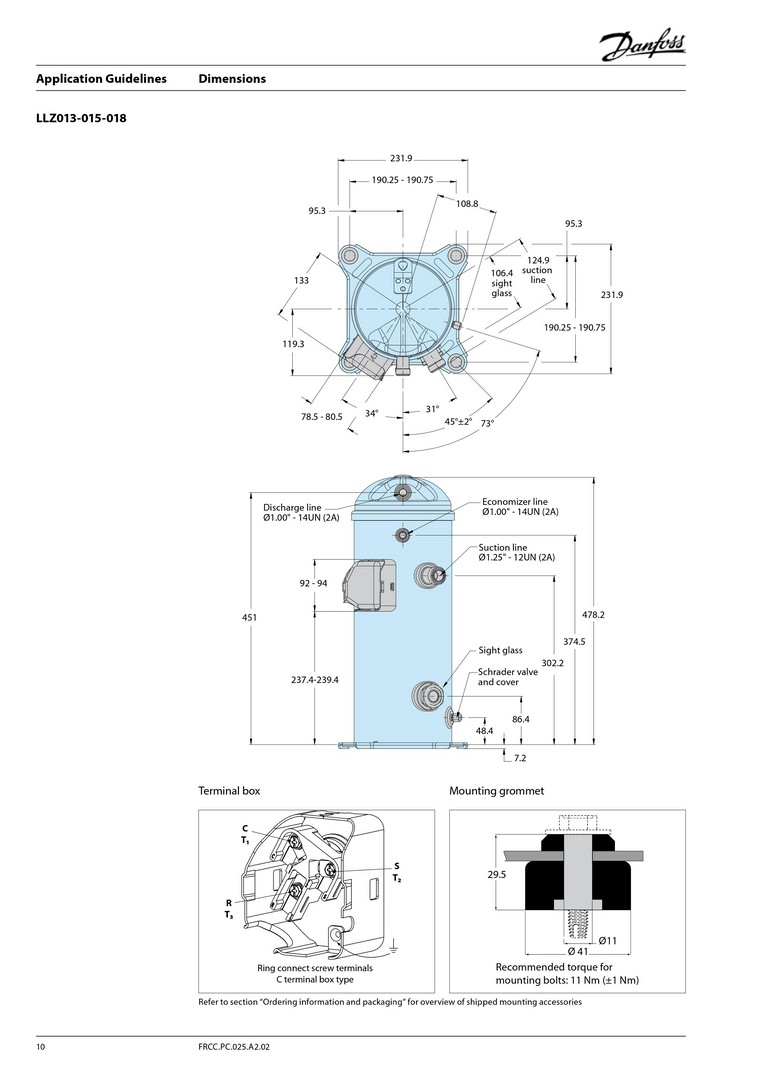 Danfoss
Application Guidelines Dimensions
LLZ013-015-018
231.9
190.25 - 190.75
108.8
95.3
95.3
124.9
suction
line
106.4
sight
glass
133
231.9
190.25 - 190.75
119.3
78.5 - 80.5
34°
31°
45°±2°
73°
Discharge line
Ø1.00" - 14UN (2A)
Economizer line
Ø1.00" - 14UN (2A)
Suction line
Ø1.25" - 12UN (2A)
92 - 94
451
478.2
374.5
302.2
Sight glass
Schrader valve
and cover
237.4-239.4
86.4
48.4
7.2
Terminal box
Mounting grommet
C
T₁
S
T₂
R
T₃
Ring connect screw terminals
C terminal box type
29.5
Ø11
Ø 41
Recommended torque for
mounting bolts: 11 Nm (±1 Nm)
Refer to section "Ordering information and packaging" for overview of shipped mounting accessories
10 FRCC.PC.025.A2.02